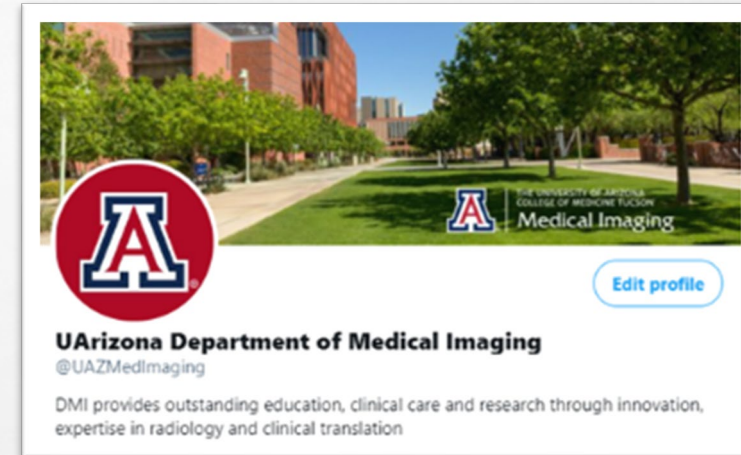 THE UNIVERSITY OF ARIZONA
COLLEGE OF MEDICINE TUCSON
A
Medical Imaging
A
®
Edit profile
UArizona Department of Medical Imaging
@UAZMedImaging
DMI provides outstanding education, clinical care and research through innovation,
expertise in radiology and clinical translation